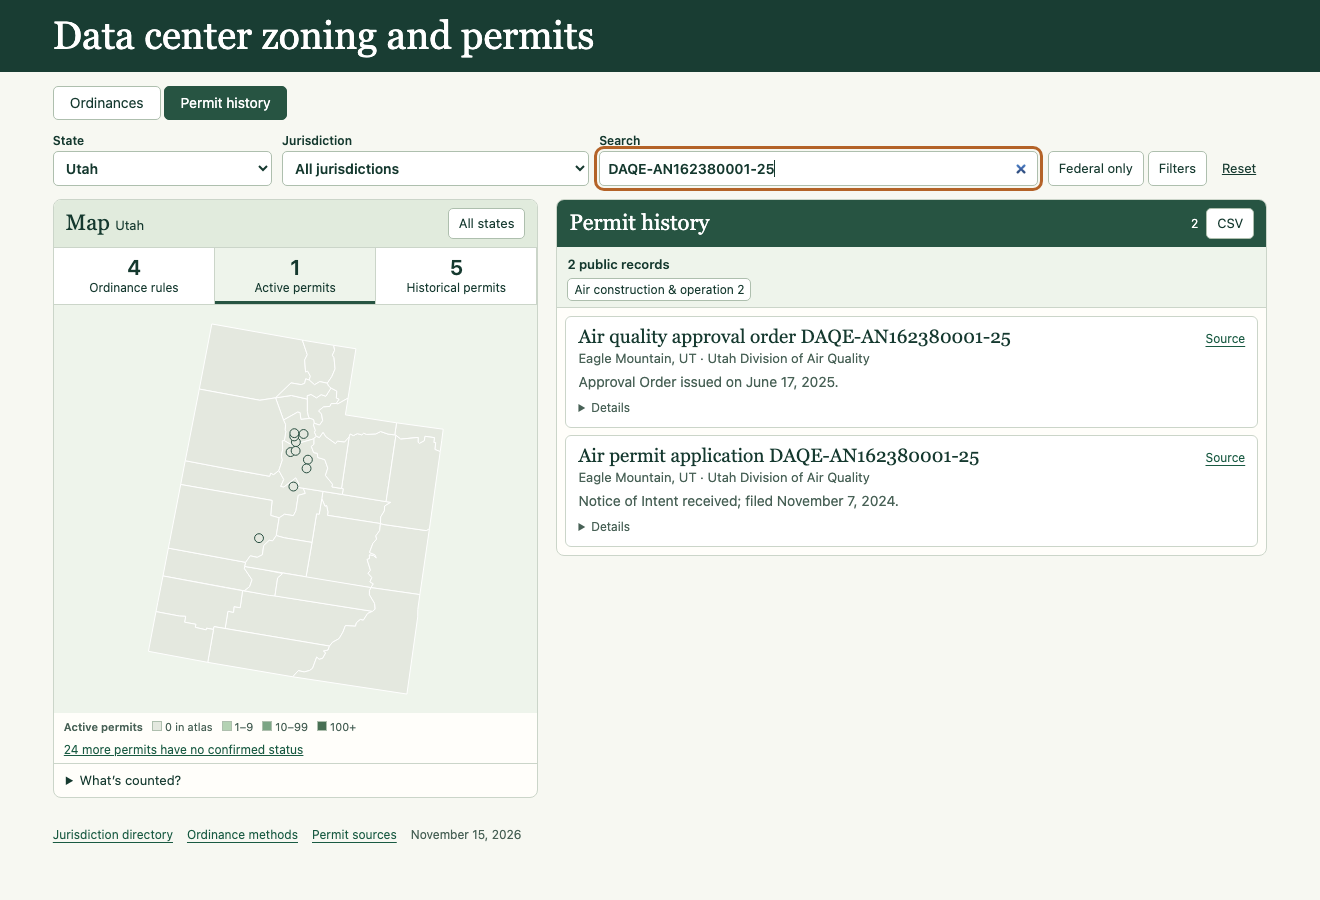 Data center zoning and permits
Ordinances
Permit history
State
Jurisdiction
Search
Utah
All jurisdictions
DAQE-AN162380001-25
Federal only
Filters
Reset
Map Utah
All states
4
Ordinance rules
1
Active permits
5
Historical permits
Active permits 0 in atlas 1–9 10–99 100+
24 more permits have no confirmed status
What's counted?
Permit history
2
CSV
2 public records
Air construction & operation 2
Air quality approval order DAQE-AN162380001-25
Source
Eagle Mountain, UT · Utah Division of Air Quality
Approval Order issued on June 17, 2025.
Details
Air permit application DAQE-AN162380001-25
Source
Eagle Mountain, UT · Utah Division of Air Quality
Notice of Intent received; filed November 7, 2024.
Details
Jurisdiction directory Ordinance methods Permit sources November 15, 2026